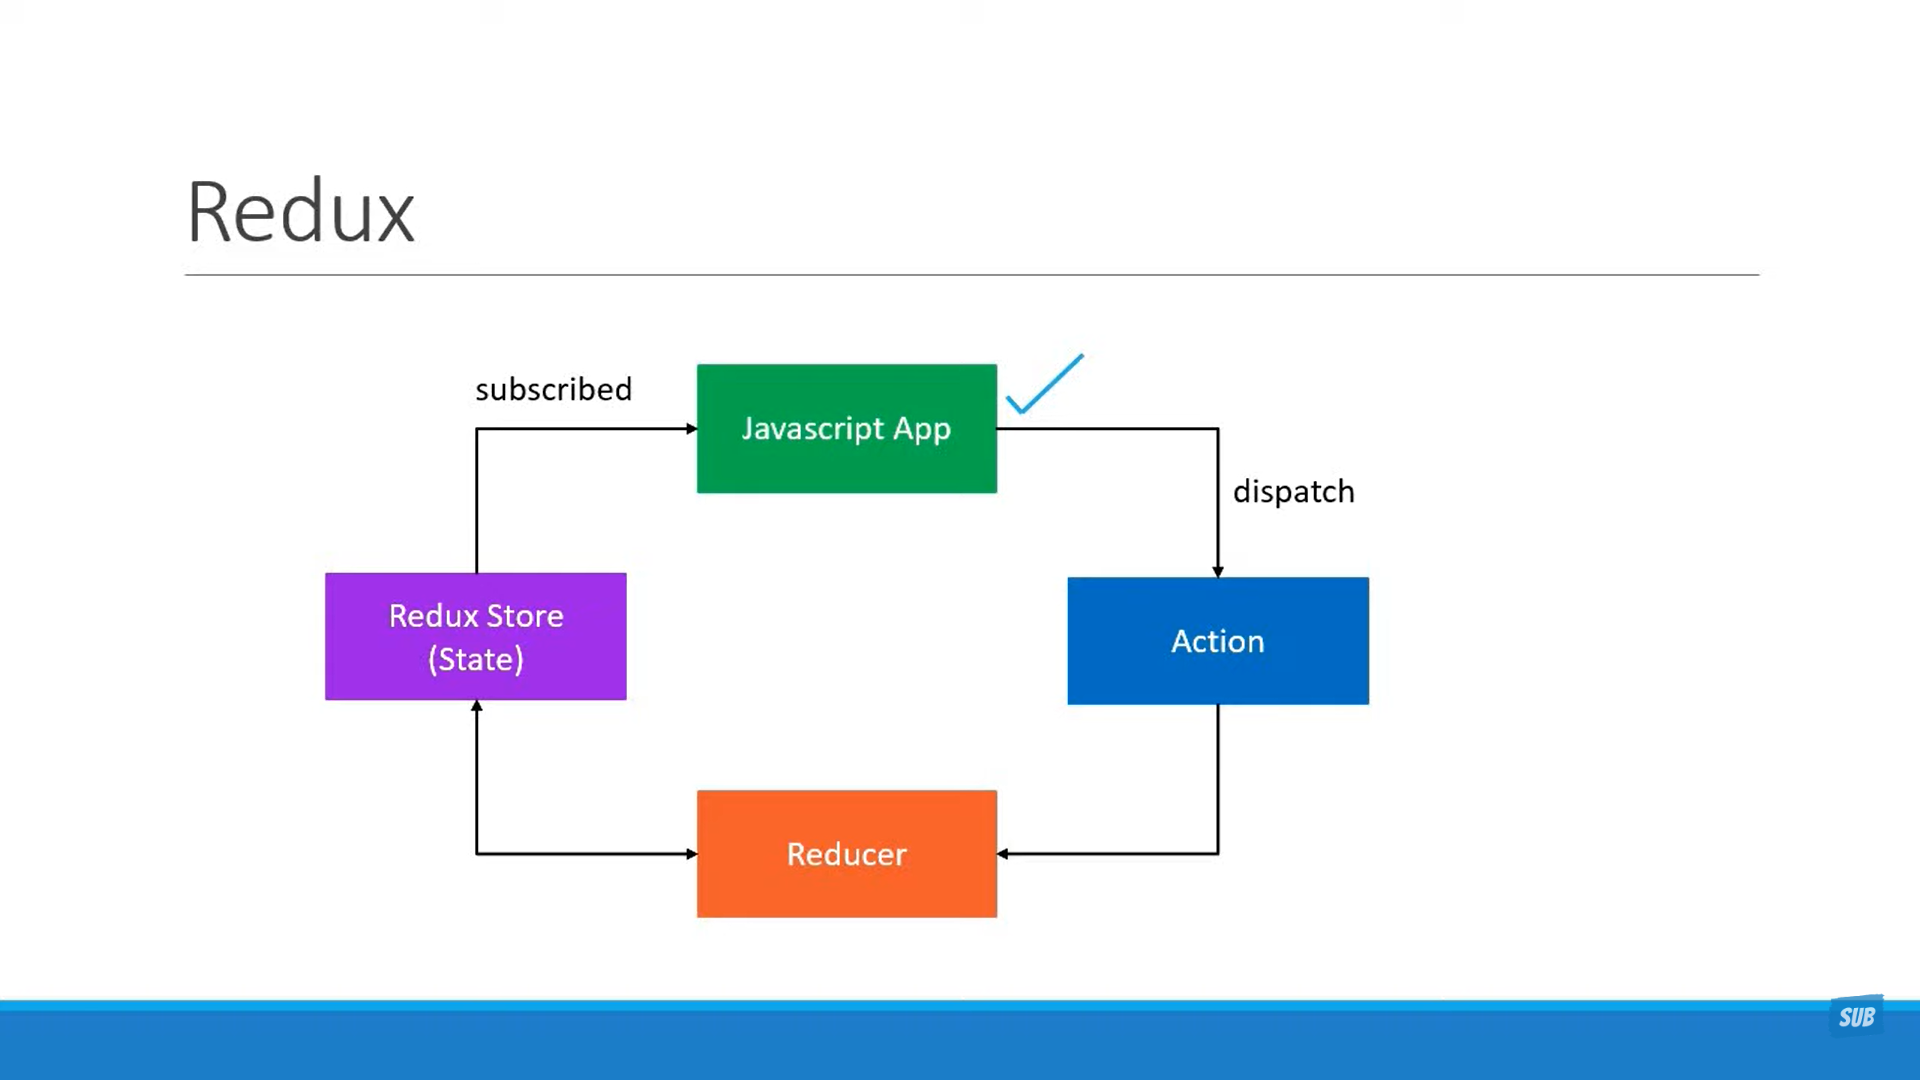 Redux
subscribed
Javascript App
dispatch
Redux Store
(State)
Action
Reducer
SUB